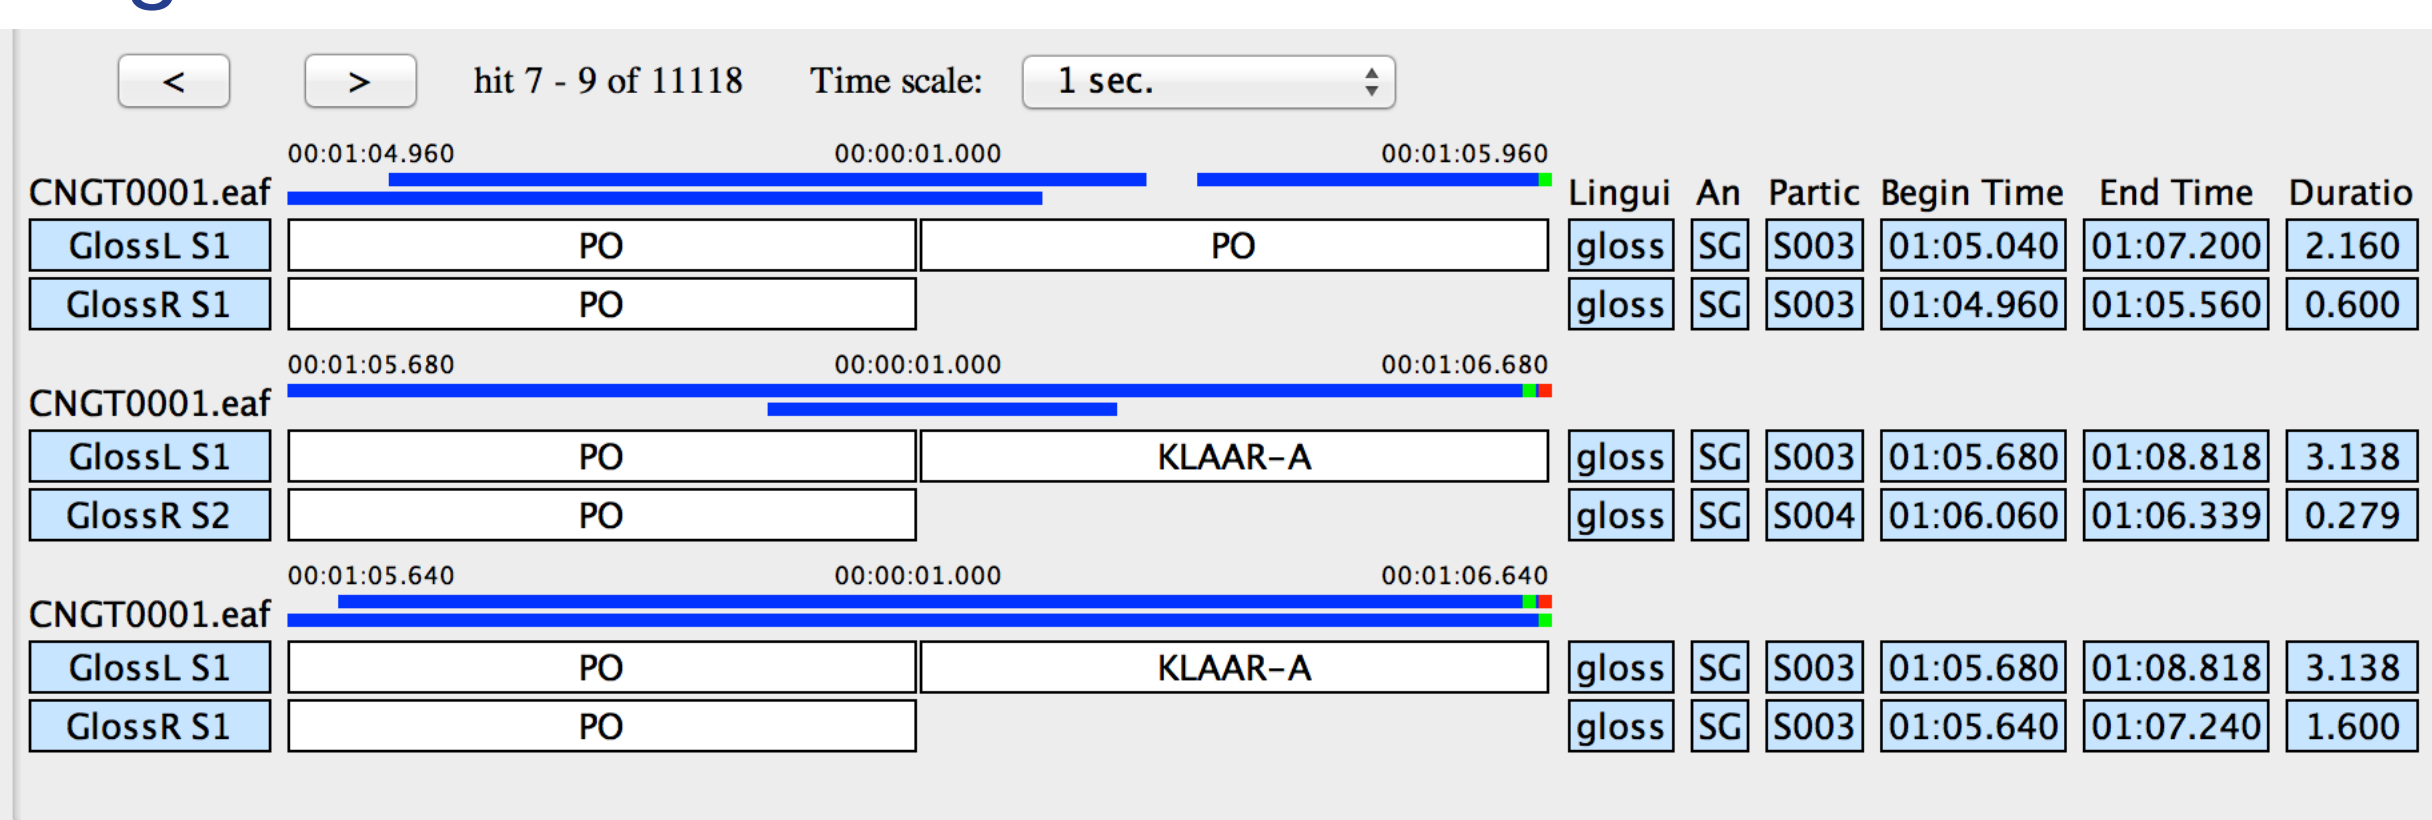 < > hit 7 - 9 of 11118 Time scale: 1 sec.
00:01:04.960 00:00:01.000 00:01:05.960
CNGT0001.eaf Lingui An Partic Begin Time End Time Duratio
GlossL S1 PO PO gloss SG S003 01:05.040 01:07.200 2.160
GlossR S1 PO gloss SG S003 01:04.960 01:05.560 0.600
00:01:05.680 00:00:01.000 00:01:06.680
CNGT0001.eaf
GlossL S1 PO KLAAR-A gloss SG S003 01:05.680 01:08.818 3.138
GlossR S2 PO gloss SG S004 01:06.060 01:06.339 0.279
00:01:05.640 00:00:01.000 00:01:06.640
CNGT0001.eaf
GlossL S1 PO KLAAR-A gloss SG S003 01:05.680 01:08.818 3.138
GlossR S1 PO gloss SG S003 01:05.640 01:07.240 1.600